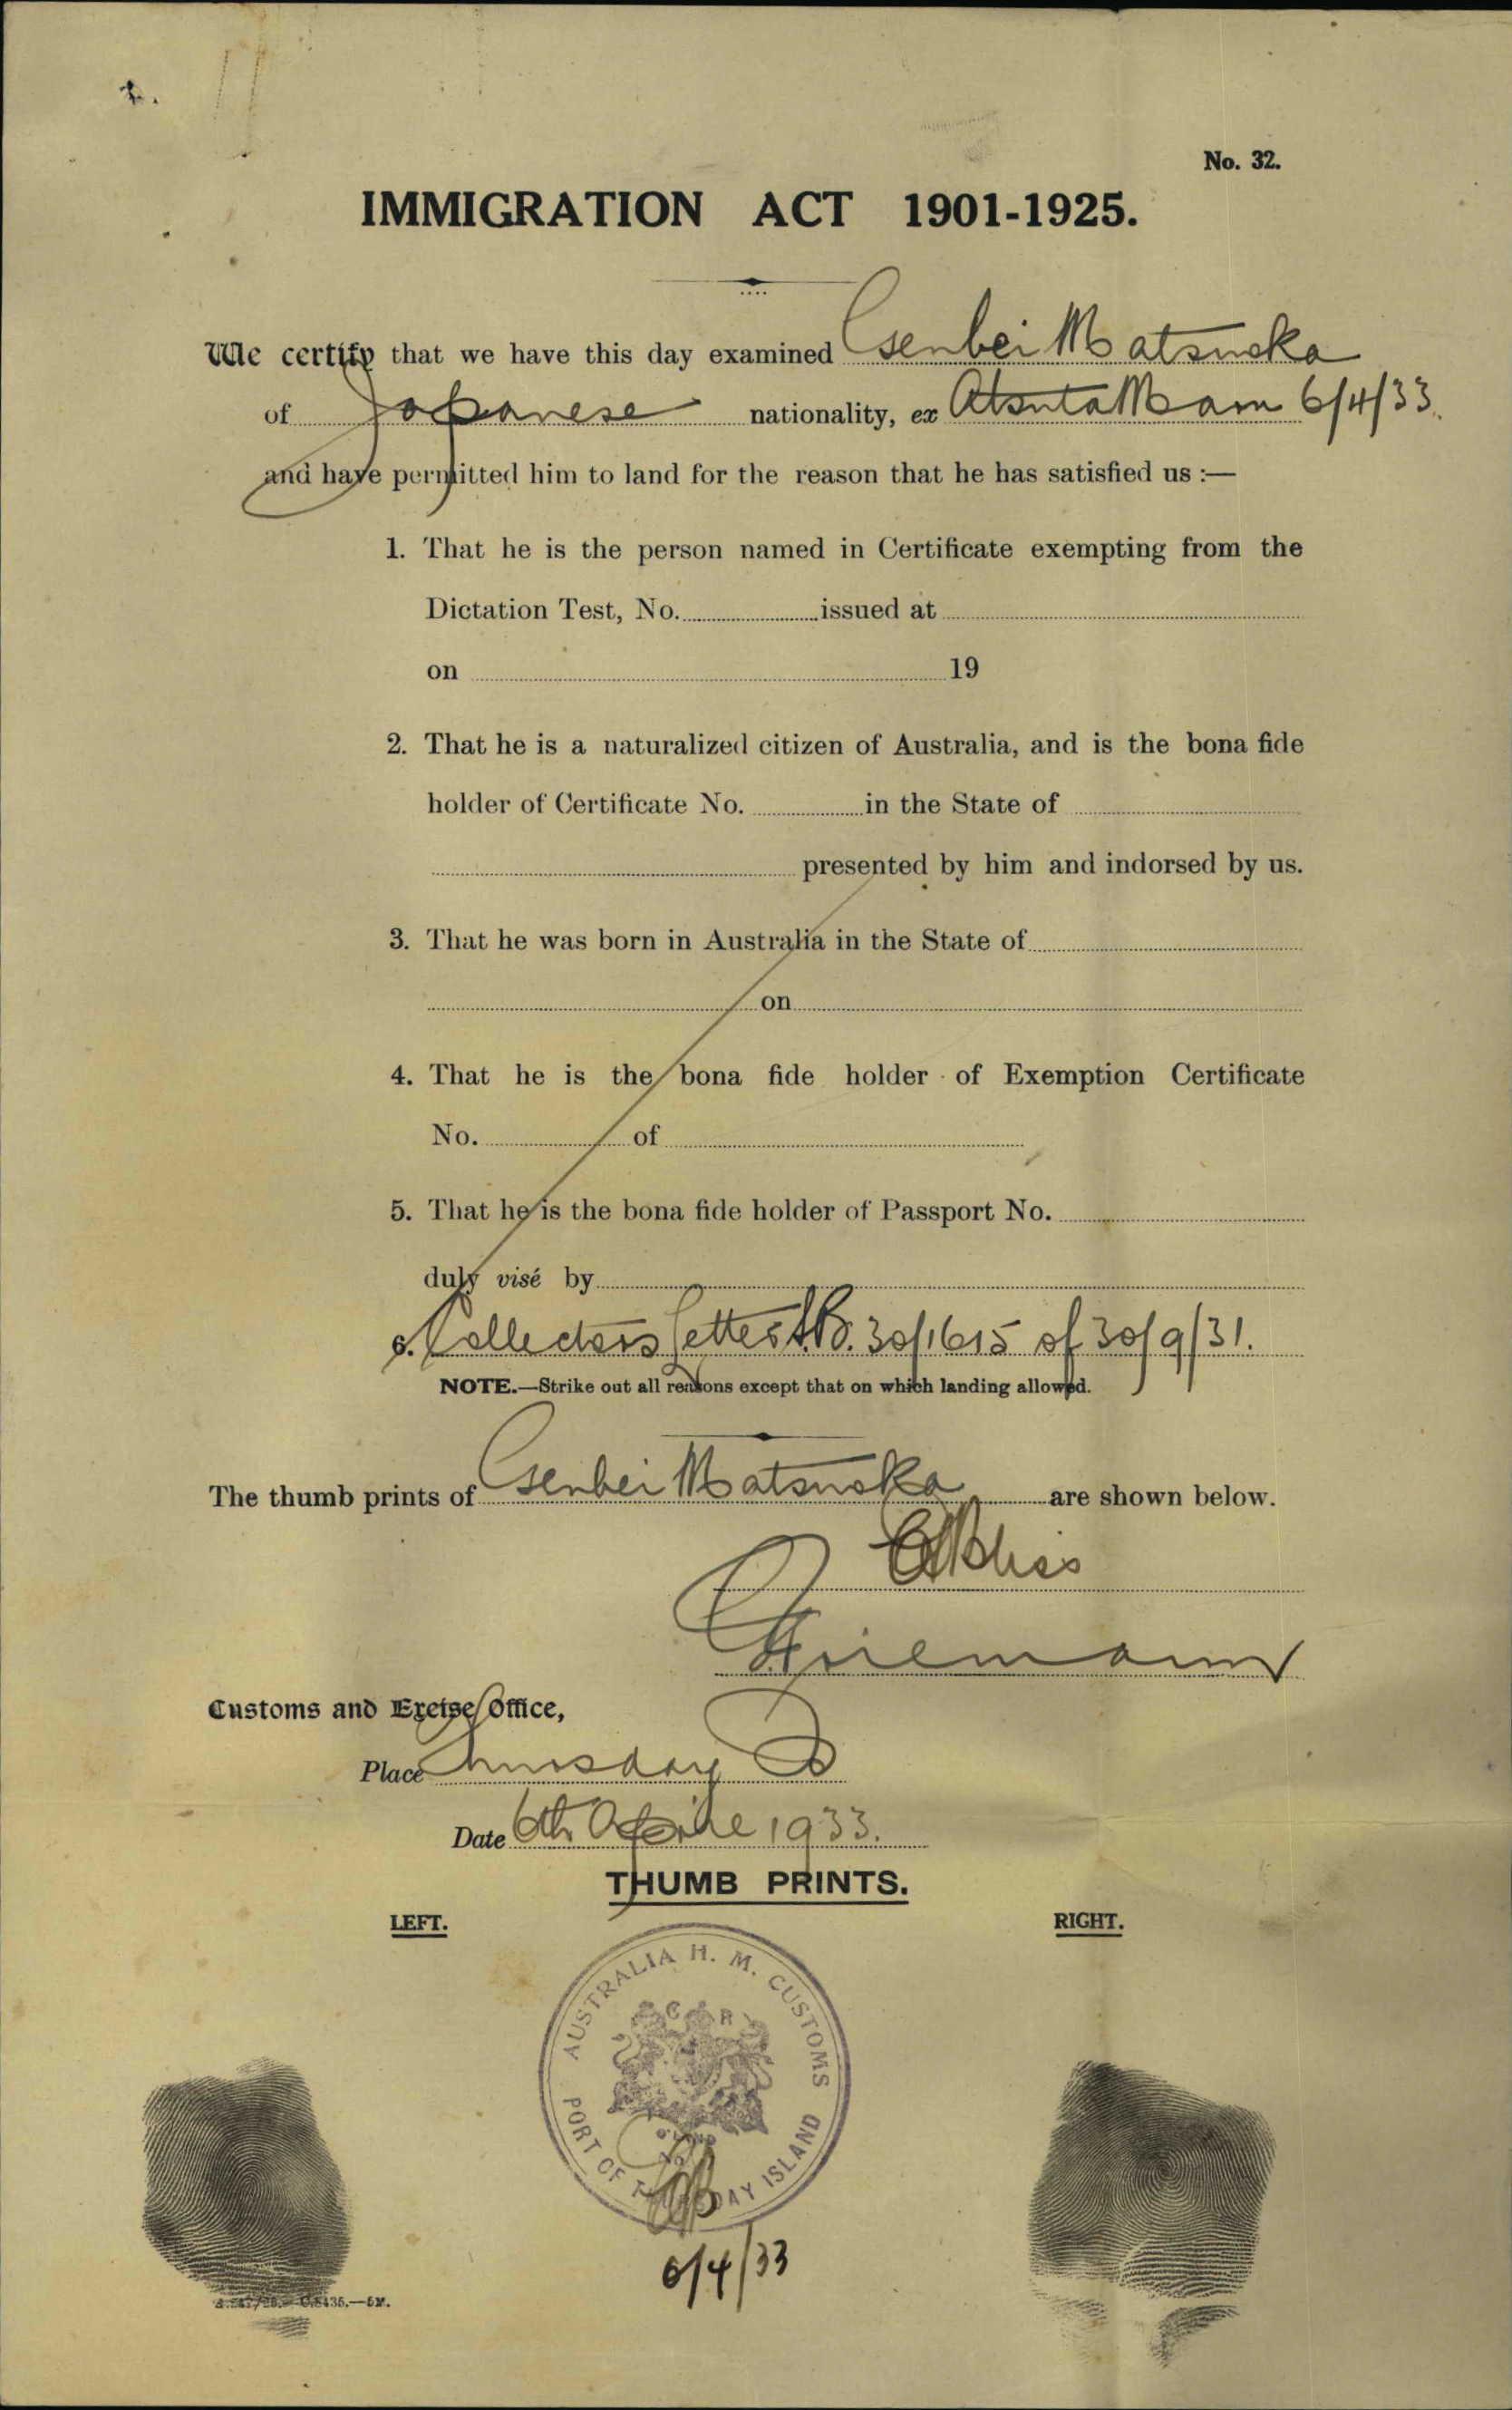 No. 32.
IMMIGRATION ACT 1901-1925.
We certify that we have this day examined Genbei Matsuoka
of Japanese nationality, ex Atsuta Maru 6/4/33.
and have permitted him to land for the reason that he has satisfied us :—
1. That he is the person named in Certificate exempting from the
Dictation Test, No. issued at
on 19
2. That he is a naturalized citizen of Australia, and is the bona fide
holder of Certificate No. in the State of
presented by him and indorsed by us.
3. That he was born in Australia in the State of
on
4. That he is the bona fide holder of Exemption Certificate
No. of
5. That he is the bona fide holder of Passport No.
duly visé by
6. Collectors letter No. 30/1615 of 30/9/31.
NOTE.—Strike out all reasons except that on which landing allowed.
The thumb prints of Genbei Matsuoka are shown below.
Customs and Excise Office,
Place Thursday Is
Date 6th Aprile 1933.
THUMB PRINTS.
LEFT. RIGHT.
AUSTRALIA H. M. CUSTOMS
G R
PORT OF THURSDAY ISLAND
6/4/33